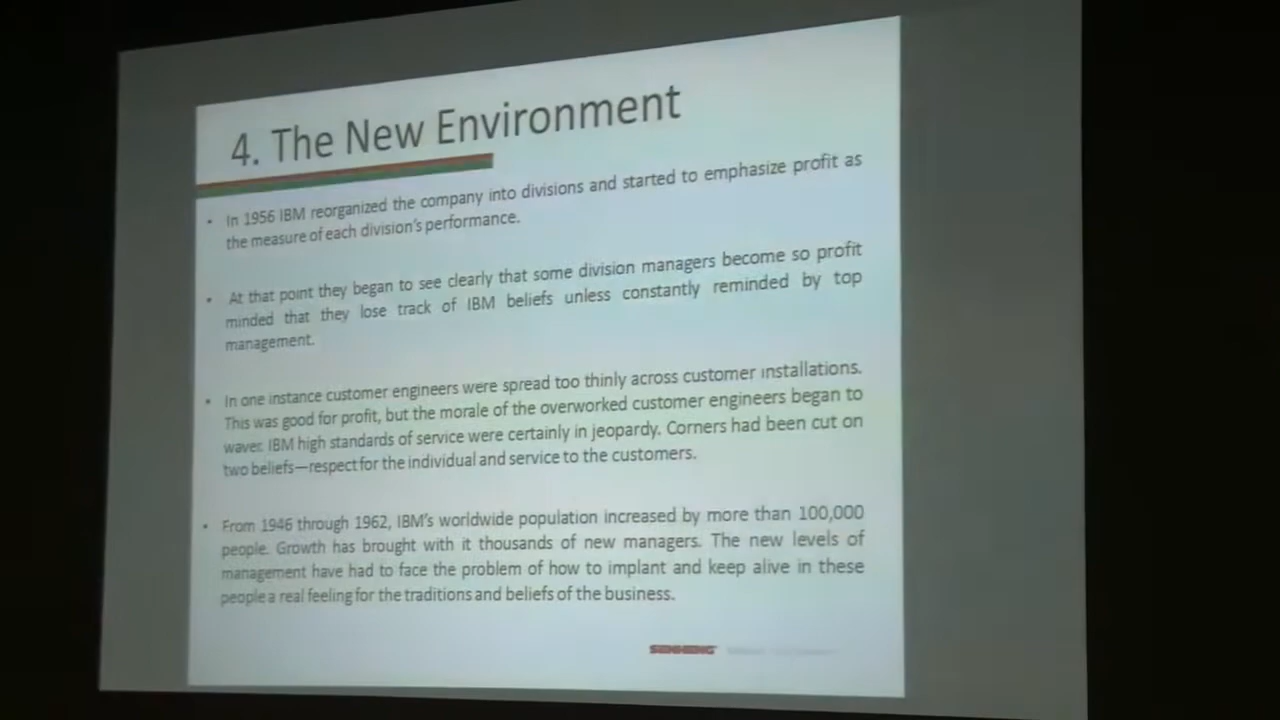 4. The New Environment
• In 1956 IBM reorganized the company into divisions and started to emphasize profit as
the measure of each division's performance.
• At that point they began to see clearly that some division managers become so profit
minded that they lose track of IBM beliefs unless constantly reminded by top
management.
• In one instance customer engineers were spread too thinly across customer installations.
This was good for profit, but the morale of the overworked customer engineers began to
waver. IBM high standards of service were certainly in jeopardy. Corners had been cut on
two beliefs—respect for the individual and service to the customers.
• From 1946 through 1962, IBM's worldwide population increased by more than 100,000
people. Growth has brought with it thousands of new managers. The new levels of
management have had to face the problem of how to implant and keep alive in these
people a real feeling for the traditions and beliefs of the business.
SENHENG